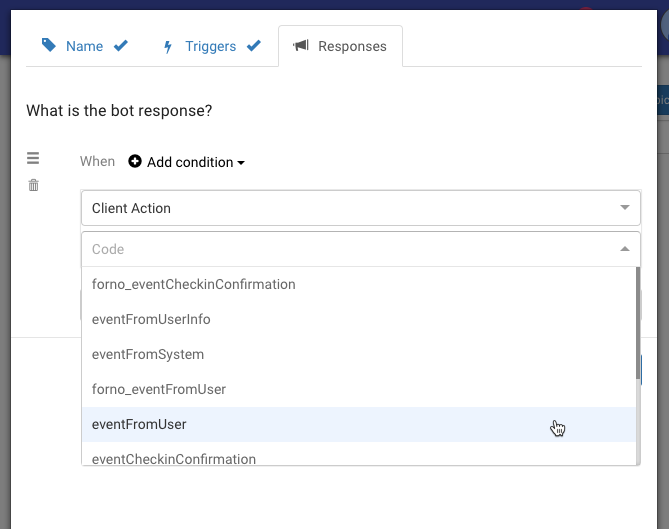 Name Triggers Responses
What is the bot response?
When Add condition
Client Action
Code
forno_eventCheckinConfirmation
eventFromUserInfo
eventFromSystem
forno_eventFromUser
eventFromUser
eventCheckinConfirmation